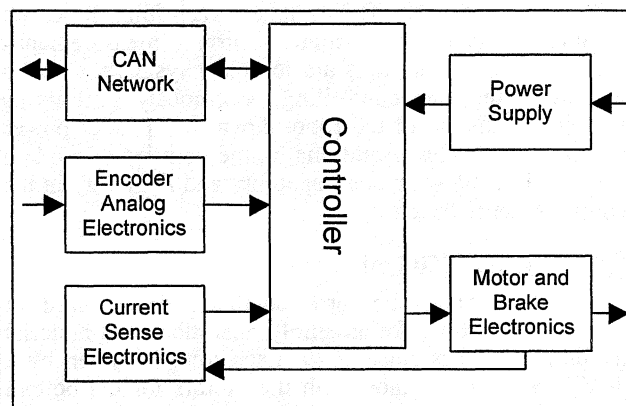 CAN
Network
Encoder
Analog
Electronics
Current
Sense
Electronics
Controller
Power
Supply
Motor and
Brake
Electronics